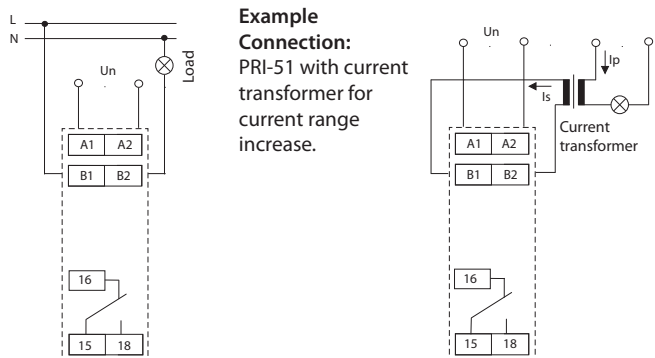 L
N
Un
Load
A1 A2
B1 B2
16
15 18
Example
Connection:
PRI-51 with current
transformer for
current range
increase.
Un
Ip
Is
Current
transformer
A1 A2
B1 B2
16
15 18